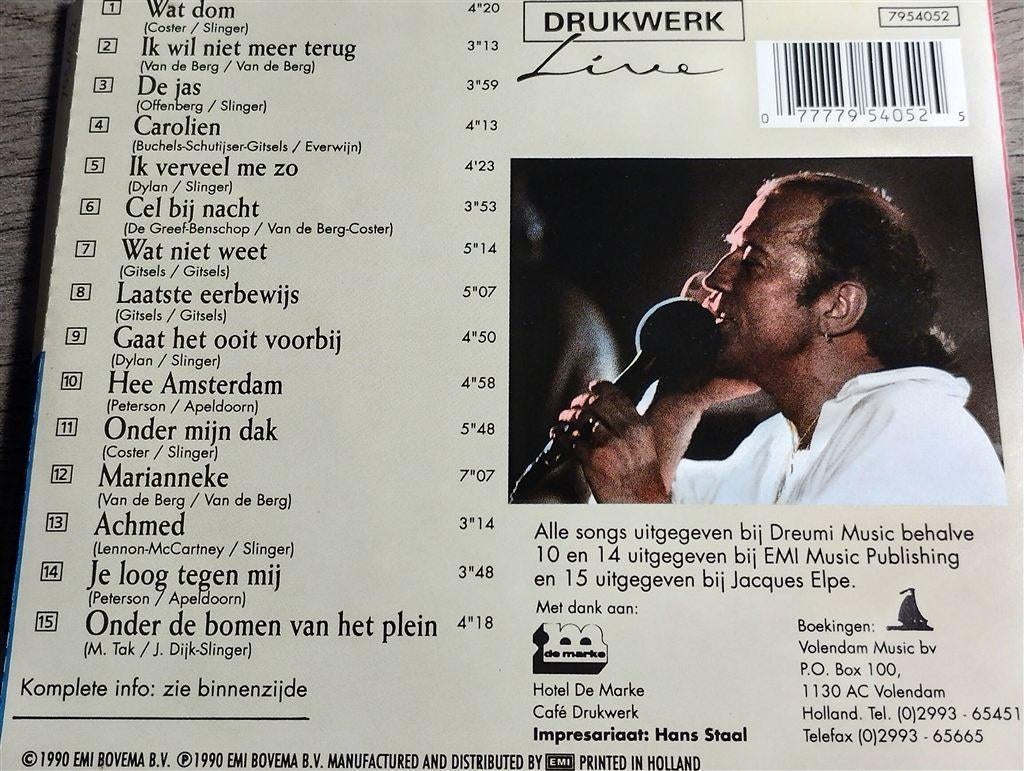 1 Wat dom 4"20
(Coster / Slinger)
2 Ik wil niet meer terug 3"13
(Van de Berg / Van de Berg)
3 De jas 3"59
(Offenberg / Slinger)
4 Carolien 4"13
(Buchels-Schutijser-Gitsels / Everwijn)
5 Ik verveel me zo 4'23
(Dylan / Slinger)
6 Cel bij nacht 3"53
(De Greef-Benschop / Van de Berg-Coster)
7 Wat niet weet 5"14
(Gitsels / Gitsels)
8 Laatste eerbewijs 5"07
(Gitsels / Gitsels)
9 Gaat het ooit voorbij 4"50
(Dylan / Slinger)
10 Hee Amsterdam 4"58
(Peterson / Apeldoorn)
11 Onder mijn dak 5"48
(Coster / Slinger)
12 Marianneke 7"07
(Van de Berg / Van de Berg)
13 Achmed 3"14
(Lennon-McCartney / Slinger)
14 Je loog tegen mij 3"48
(Peterson / Apeldoorn)
15 Onder de bomen van het plein 4"18
(M. Tak / J. Dijk-Slinger)
Komplete info: zie binnenzijde
DRUKWERK
Live
7954052
0 77779 54052 5
Alle songs uitgegeven bij Dreumi Music behalve
10 en 14 uitgegeven bij EMI Music Publishing
en 15 uitgegeven bij Jacques Elpe.
Met dank aan:
de marke
Hotel De Marke
Café Drukwerk
Impresariaat: Hans Staal
Boekingen:
Volendam Music bv
P.O. Box 100,
1130 AC Volendam
Holland. Tel. (0)2993 - 65451
Telefax (0)2993 - 65665
©1990 EMI BOVEMA B.V. ℗1990 EMI BOVEMA B.V. MANUFACTURED AND DISTRIBUTED BY EMI PRINTED IN HOLLAND